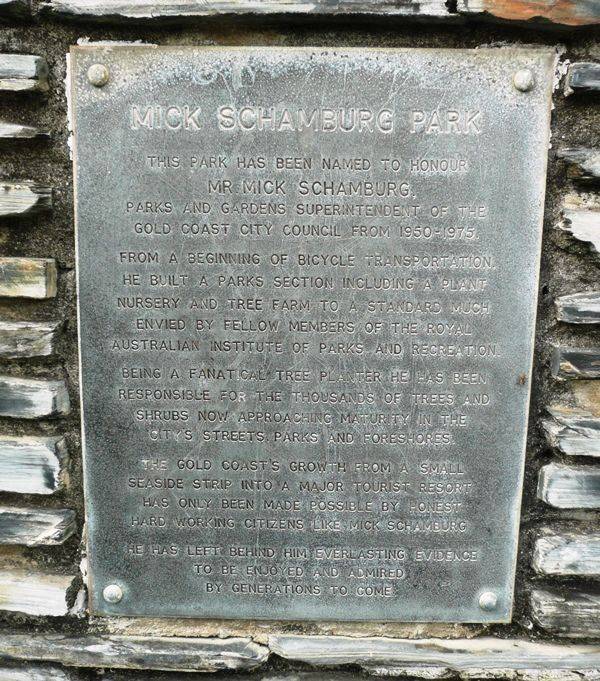 MICK SCHAMBURG PARK
THIS PARK HAS BEEN NAMED TO HONOUR
MR MICK SCHAMBURG,
PARKS AND GARDENS SUPERINTENDENT OF THE
GOLD COAST CITY COUNCIL FROM 1950-1975.
FROM A BEGINNING OF BICYCLE TRANSPORTATION,
HE BUILT A PARKS SECTION INCLUDING A PLANT
NURSERY AND TREE FARM TO A STANDARD MUCH
ENVIED BY FELLOW MEMBERS OF THE ROYAL
AUSTRALIAN INSTITUTE OF PARKS AND RECREATION.
BEING A FANATICAL TREE PLANTER HE HAS BEEN
RESPONSIBLE FOR THE THOUSANDS OF TREES AND
SHRUBS NOW APPROACHING MATURITY IN THE
CITY'S STREETS, PARKS AND FORESHORES.
THE GOLD COAST'S GROWTH FROM A SMALL
SEASIDE STRIP INTO A MAJOR TOURIST RESORT
HAS ONLY BEEN MADE POSSIBLE BY HONEST
HARD WORKING CITIZENS LIKE MICK SCHAMBURG
HE HAS LEFT BEHIND HIM EVERLASTING EVIDENCE
TO BE ENJOYED AND ADMIRED
BY GENERATIONS TO COME